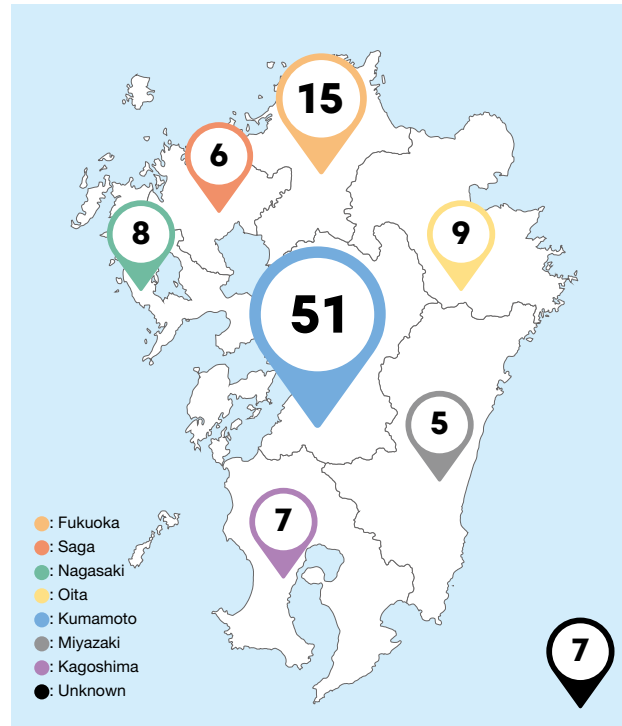 15
6
8
9
51
5
7
: Fukuoka
: Saga
: Nagasaki
: Oita
: Kumamoto
: Miyazaki
: Kagoshima
: Unknown
7